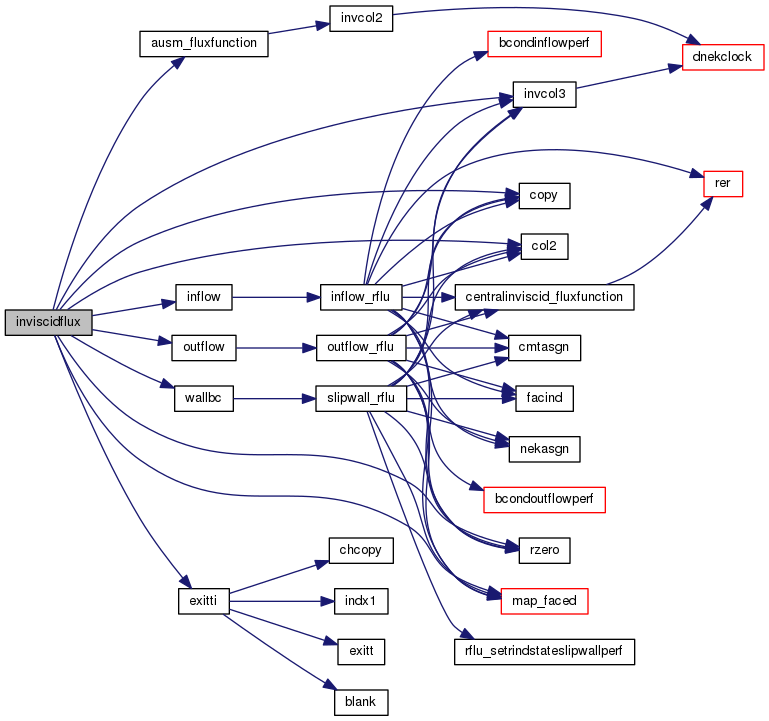 invcol2
ausm_fluxfunction
bcondinflowperf
dnekclock
invcol3
rer
copy
col2
inflow
inflow_rflu
centralinviscid_fluxfunction
inviscidflux
outflow
outflow_rflu
cmtasgn
wallbc
slipwall_rflu
facind
nekasgn
bcondoutflowperf
chcopy
rzero
exitti
indx1
map_faced
exitt
rflu_setrindstateslipwallperf
blank